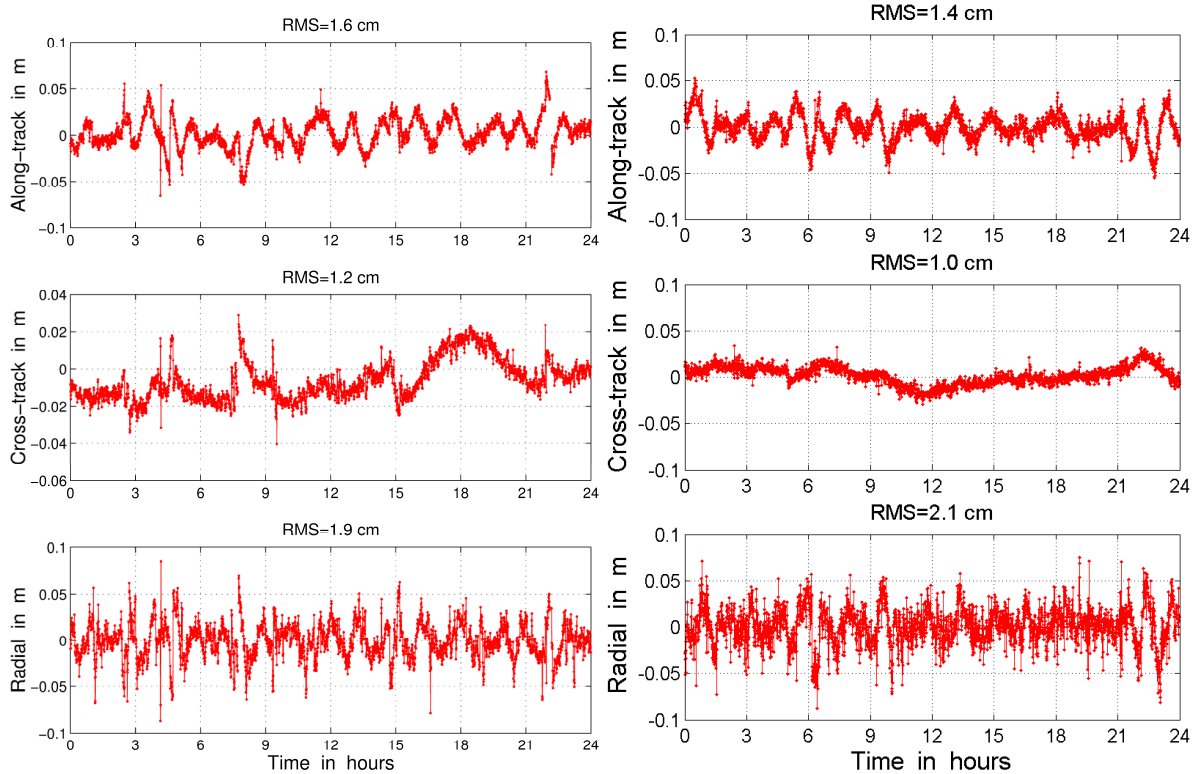 RMS=1.6 cm
Along−track in m
0.1
0.05
0
−0.05
−0.1
0 3 6 9 12 15 18 21 24
RMS=1.2 cm
Cross−track in m
0.04
0.02
0
−0.02
−0.04
−0.06
0 3 6 9 12 15 18 21 24
RMS=1.9 cm
Radial in m
0.1
0.05
0
−0.05
−0.1
0 3 6 9 12 15 18 21 24
Time in hours
RMS=1.4 cm
Along-track in m
0.1
0.05
0
-0.05
-0.1
0 3 6 9 12 15 18 21 24
RMS=1.0 cm
Cross-track in m
0.1
0.05
0
-0.05
-0.1
0 3 6 9 12 15 18 21 24
RMS=2.1 cm
Radial in m
0.1
0.05
0
-0.05
-0.1
0 3 6 9 12 15 18 21 24
Time in hours